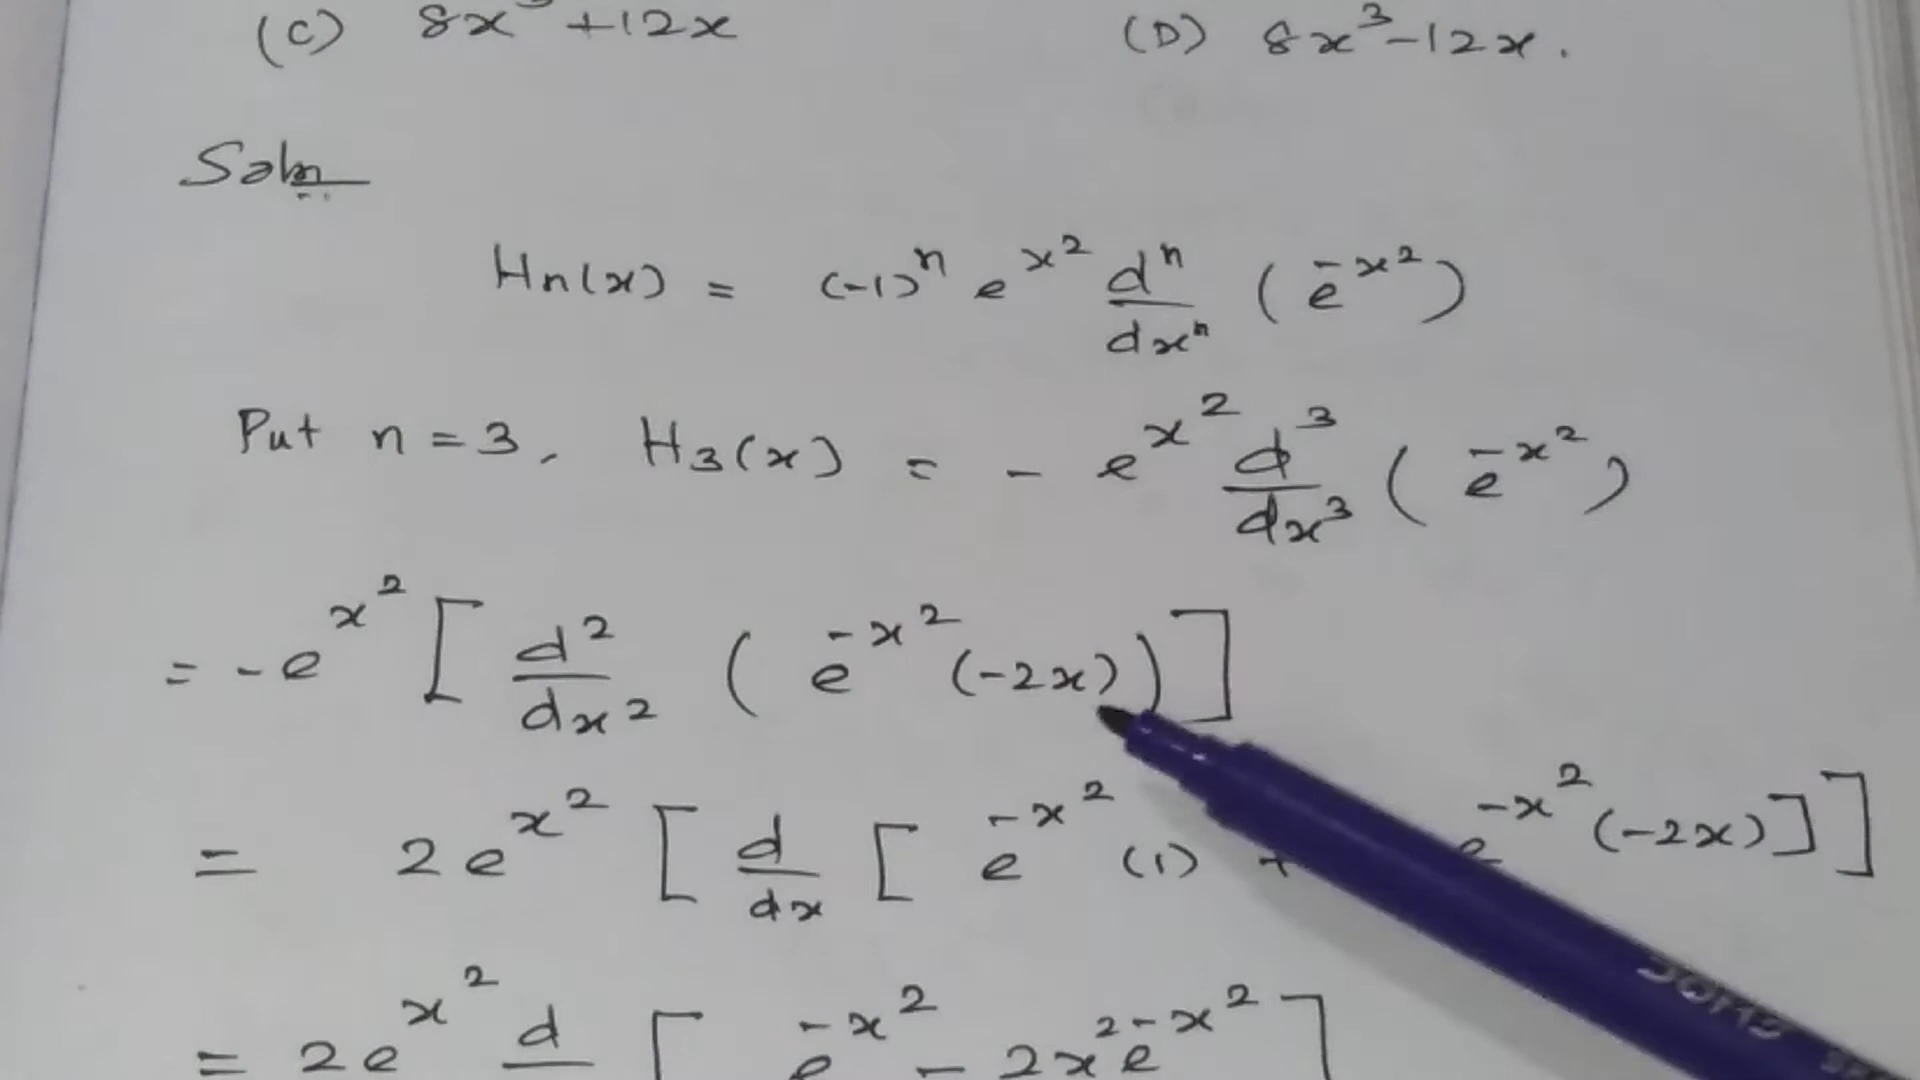 (C) 8x³ + 12x (D) 8x³ - 12x.
Soln
Hn(x) = (-1)ⁿ e^x² dⁿ/dxⁿ (e^-x²)
Put n = 3, H₃(x) = - e^x² d³/dx³ (e^-x²)
= -e^x² [ d²/dx² ( e^-x² (-2x) ) ]
= 2e^x² [ d/dx [ e^-x² (1) + e^-x² (-2x) ] ]
= 2e^x² d [ e^-x² - 2x² e^-x² ]